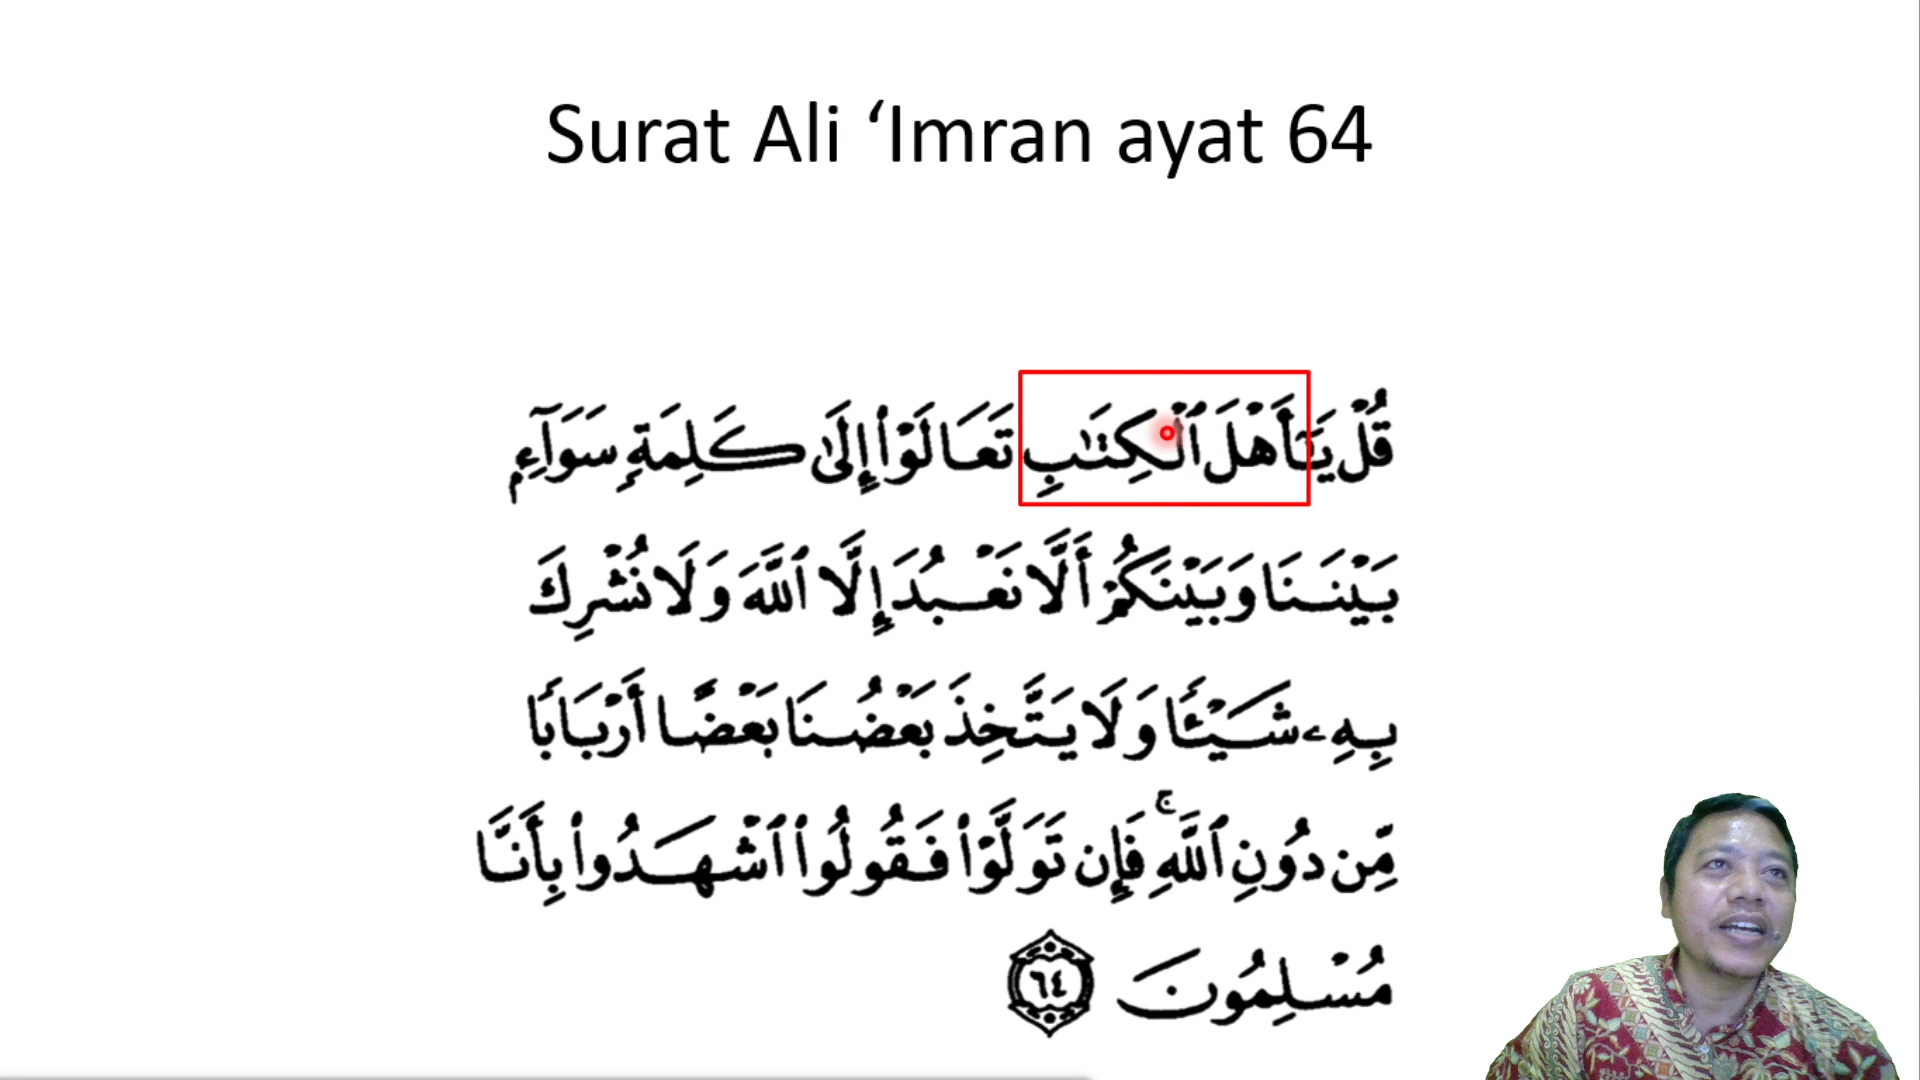 Surat Ali ‘Imran ayat 64
قُلْ يَـٰٓأَهْلَ ٱلْكِتَـٰبِ تَعَالَوْا۟ إِلَىٰ كَلِمَةٍۢ سَوَآءٍۭ
بَيْنَنَا وَبَيْنَكُمْ أَلَّا نَعْبُدَ إِلَّا ٱللَّهَ وَلَا نُشْرِكَ
بِهِۦ شَيْـًٔا وَلَا يَتَّخِذَ بَعْضُنَا بَعْضًا أَرْبَابًا
مِّن دُونِ ٱللَّهِ ۚ فَإِن تَوَلَّوْا۟ فَقُولُوا۟ ٱشْهَدُوا۟ بِأَنَّا
مُسْلِمُونَ ٦٤